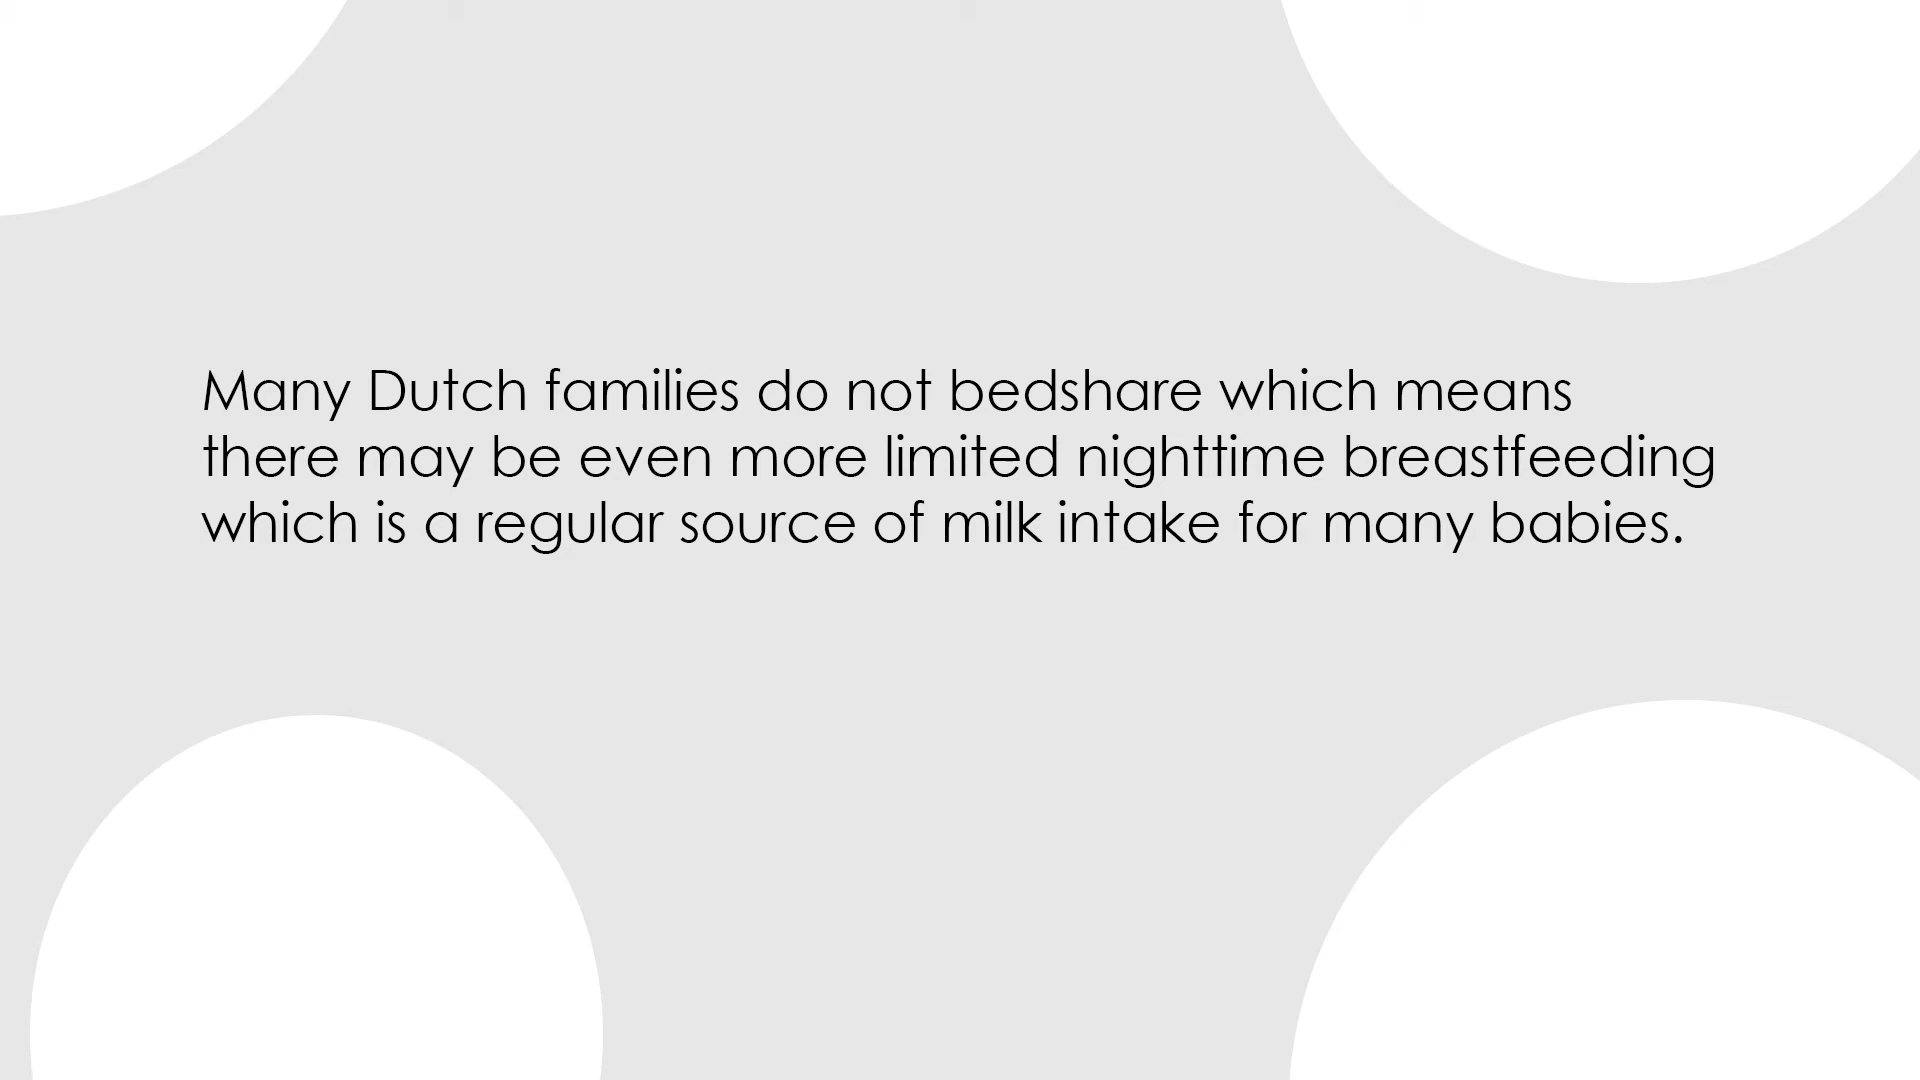 Many Dutch families do not bedshare which means
there may be even more limited nighttime breastfeeding
which is a regular source of milk intake for many babies.